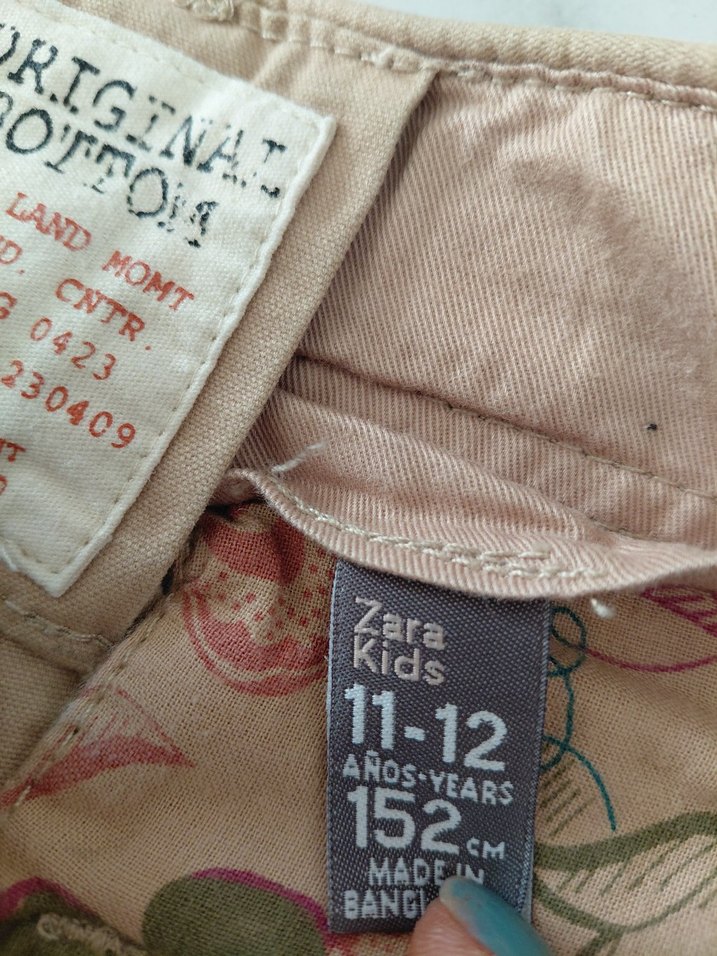 ORIGINAL
BOTTOM
LAND MOMT
CNTR.
0423
230409
Zara
Kids
11-12
AÑOS-YEARS
152 CM
MADE IN